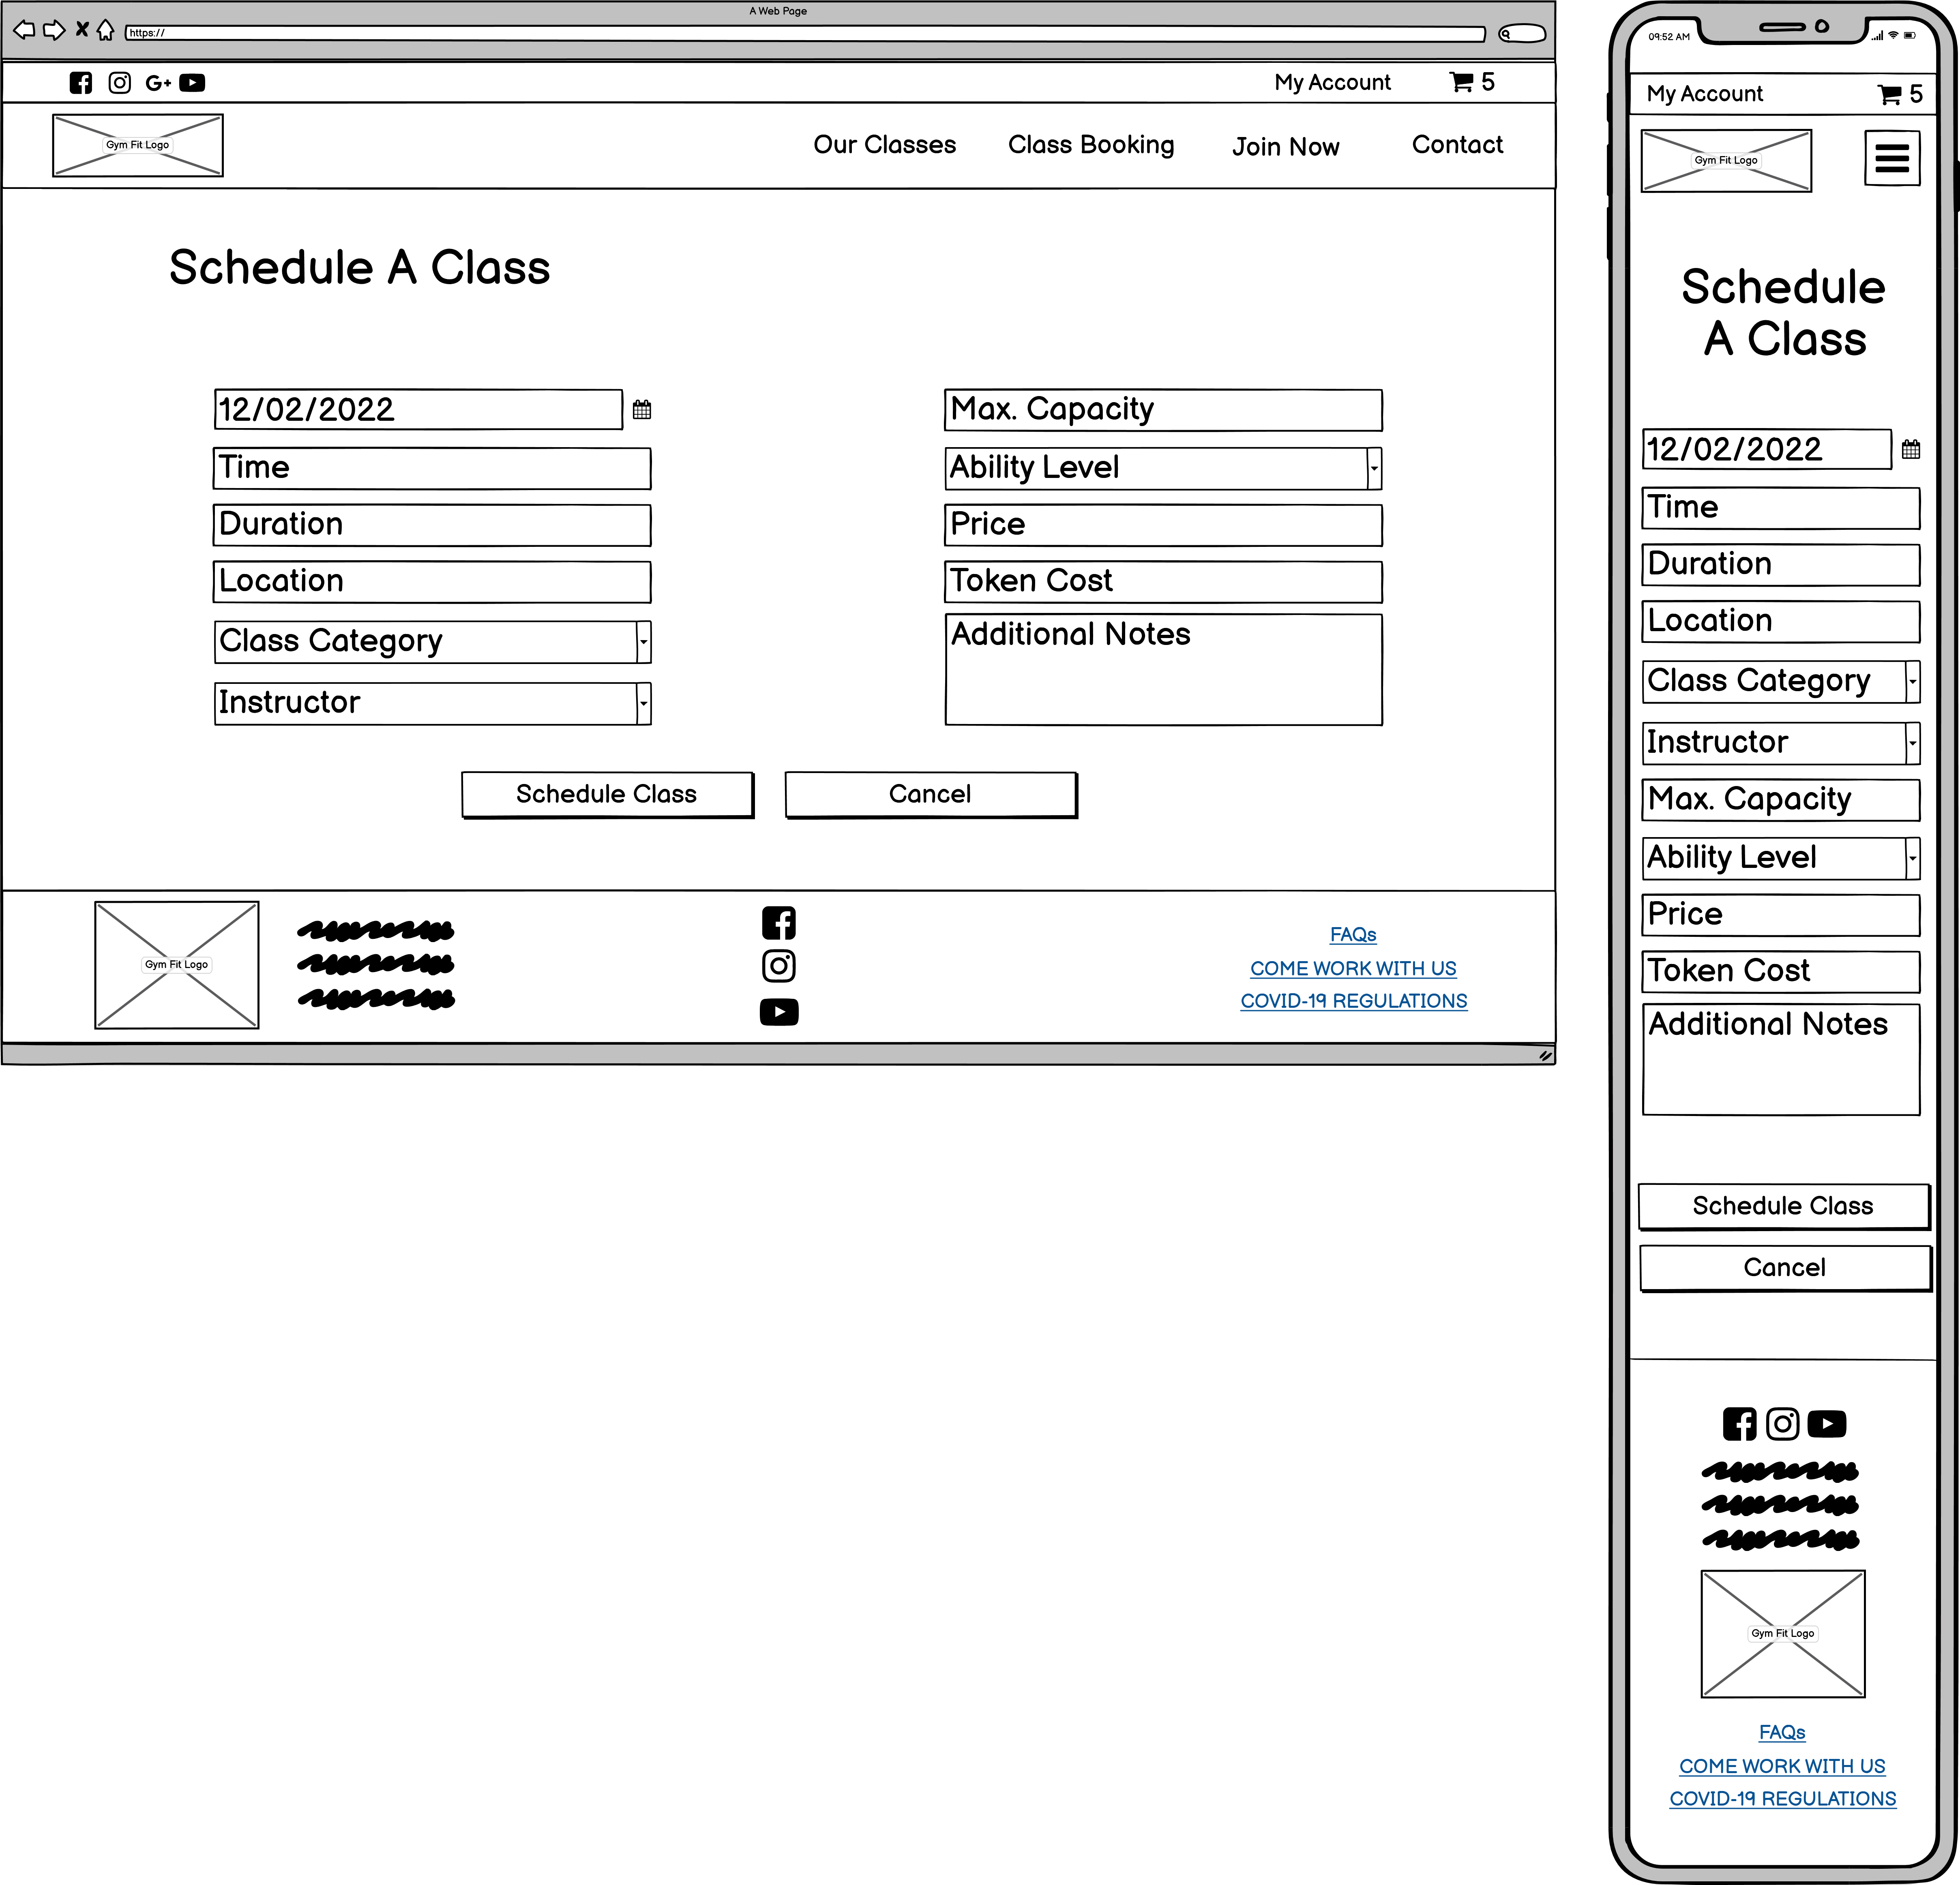 A Web Page
https://
My Account 5
Gym Fit Logo
Our Classes Class Booking Join Now Contact
Schedule A Class
12/02/2022
Time
Duration
Location
Class Category
Instructor
Max. Capacity
Ability Level
Price
Token Cost
Additional Notes
Schedule Class Cancel
Gym Fit Logo
FAQs
COME WORK WITH US
COVID-19 REGULATIONS
09:52 AM
My Account 5
Gym Fit Logo
Schedule
A Class
12/02/2022
Time
Duration
Location
Class Category
Instructor
Max. Capacity
Ability Level
Price
Token Cost
Additional Notes
Schedule Class
Cancel
Gym Fit Logo
FAQs
COME WORK WITH US
COVID-19 REGULATIONS